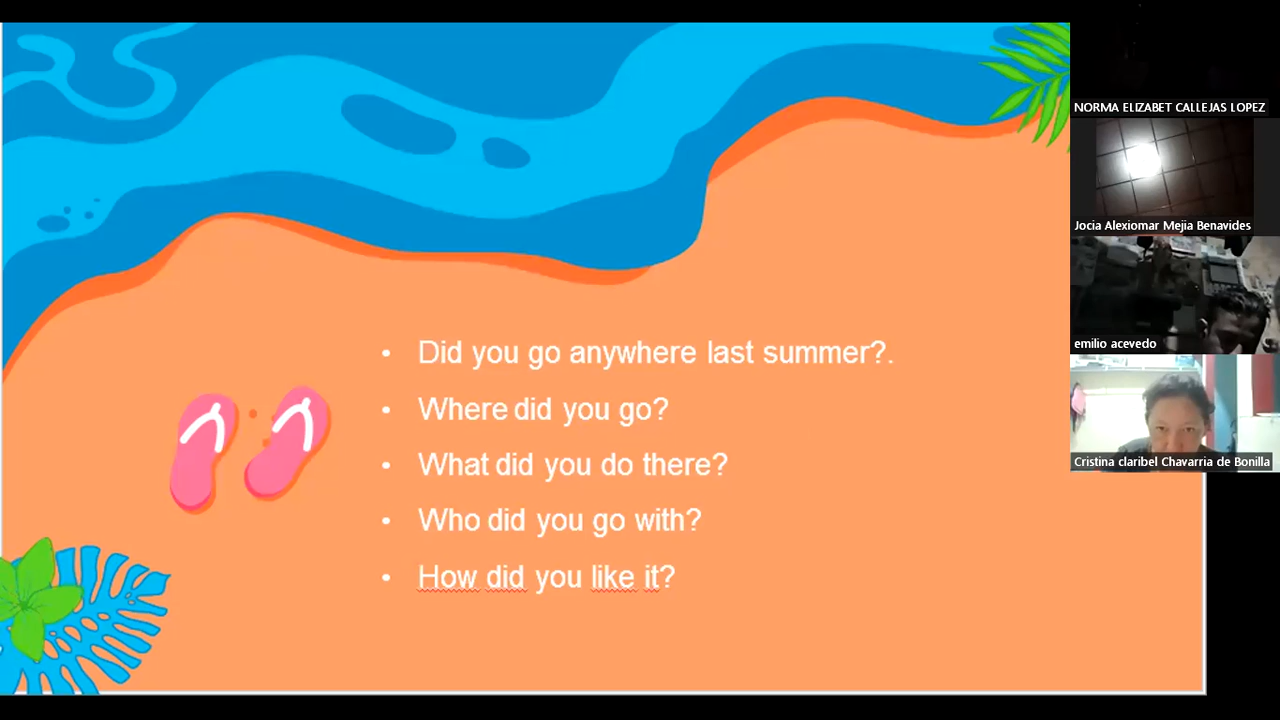 NORMA ELIZABET CALLEJAS LOPEZ
Jocia Alexiomar Mejia Benavides
emilio acevedo
Cristina claribel Chavarria de Bonilla
• Did you go anywhere last summer?.
• Where did you go?
• What did you do there?
• Who did you go with?
• How did you like it?